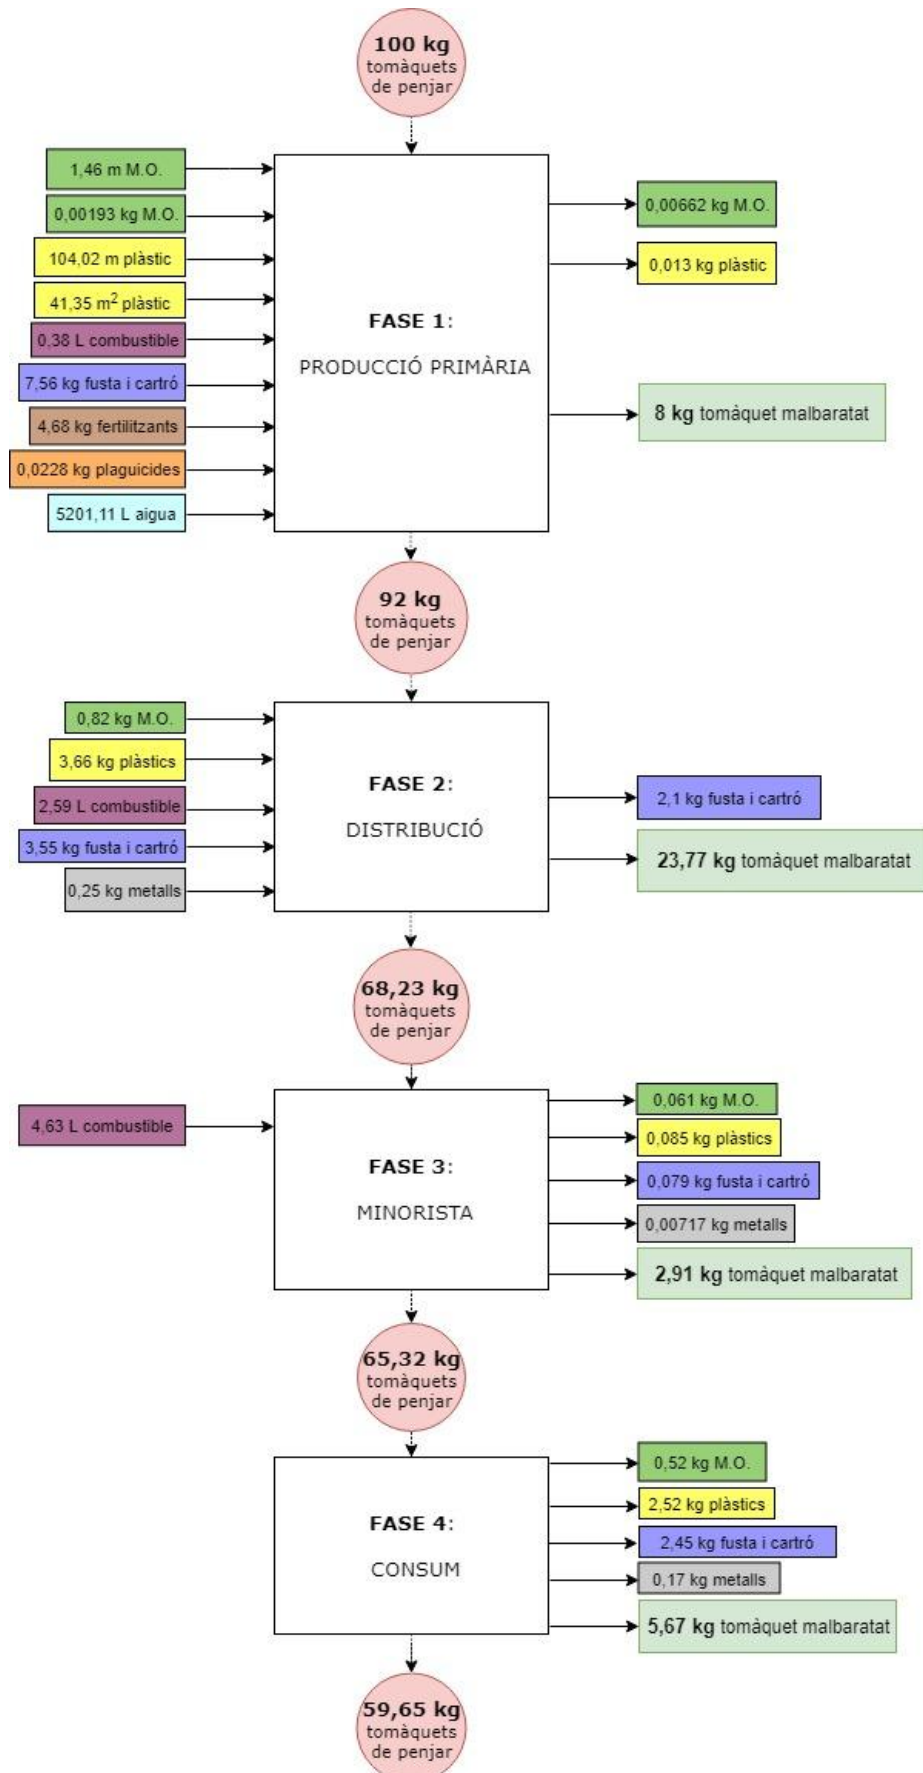 100 kg
tomàquets
de penjar
1,46 m M.O.
0,00193 kg M.O.
104,02 m plàstic
41,35 m² plàstic
0,38 L combustible
7,56 kg fusta i cartró
4,68 kg fertilitzants
0,0228 kg plaguicides
5201,11 L aigua
FASE 1:
PRODUCCIÓ PRIMÀRIA
0,00662 kg M.O.
0,013 kg plàstic
8 kg tomàquet malbaratat
92 kg
tomàquets
de penjar
0,82 kg M.O.
3,66 kg plàstics
2,59 L combustible
3,55 kg fusta i cartró
0,25 kg metalls
FASE 2:
DISTRIBUCIÓ
2,1 kg fusta i cartró
23,77 kg tomàquet malbaratat
68,23 kg
tomàquets
de penjar
4,63 L combustible
FASE 3:
MINORISTA
0,061 kg M.O.
0,085 kg plàstics
0,079 kg fusta i cartró
0,00717 kg metalls
2,91 kg tomàquet malbaratat
65,32 kg
tomàquets
de penjar
FASE 4:
CONSUM
0,52 kg M.O.
2,52 kg plàstics
2,45 kg fusta i cartró
0,17 kg metalls
5,67 kg tomàquet malbaratat
59,65 kg
tomàquets
de penjar